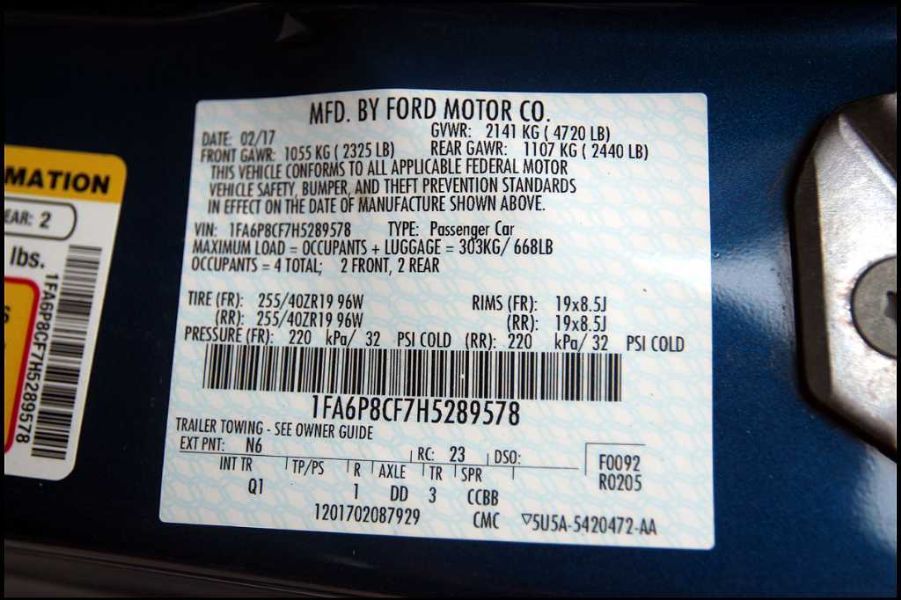 MFD. BY FORD MOTOR CO.
DATE: 02/17 GVWR: 2141 KG ( 4720 LB)
FRONT GAWR: 1055 KG ( 2325 LB) REAR GAWR: 1107 KG ( 2440 LB)
THIS VEHICLE CONFORMS TO ALL APPLICABLE FEDERAL MOTOR
VEHICLE SAFETY, BUMPER, AND THEFT PREVENTION STANDARDS
IN EFFECT ON THE DATE OF MANUFACTURE SHOWN ABOVE.
VIN: 1FA6P8CF7H5289578 TYPE: Passenger Car
MAXIMUM LOAD = OCCUPANTS + LUGGAGE = 303KG/ 668LB
OCCUPANTS = 4 TOTAL; 2 FRONT, 2 REAR
TIRE (FR): 255/40ZR19 96W RIMS (FR): 19x8.5J
(RR): 255/40ZR19 96W (RR): 19x8.5J
PRESSURE (FR): 220 kPa/ 32 PSI COLD (RR): 220 kPa/ 32 PSI COLD
1FA6P8CF7H5289578
TRAILER TOWING - SEE OWNER GUIDE
EXT PNT: N6 RC: 23 DSO:
INT TR TP/PS R AXLE TR SPR F0092
Q1 1 DD 3 CCBB R0205
1201702087929 CMC ▽5U5A-5420472-AA
MATION
EAR: 2
lbs.
1FA6P8CF7H5289578